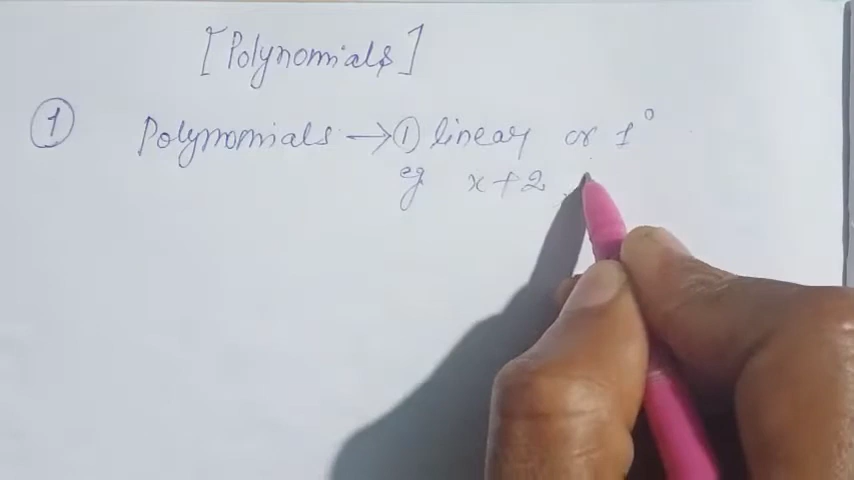 [Polynomials]
① Polynomials → ① linear or 1°
eg x+2